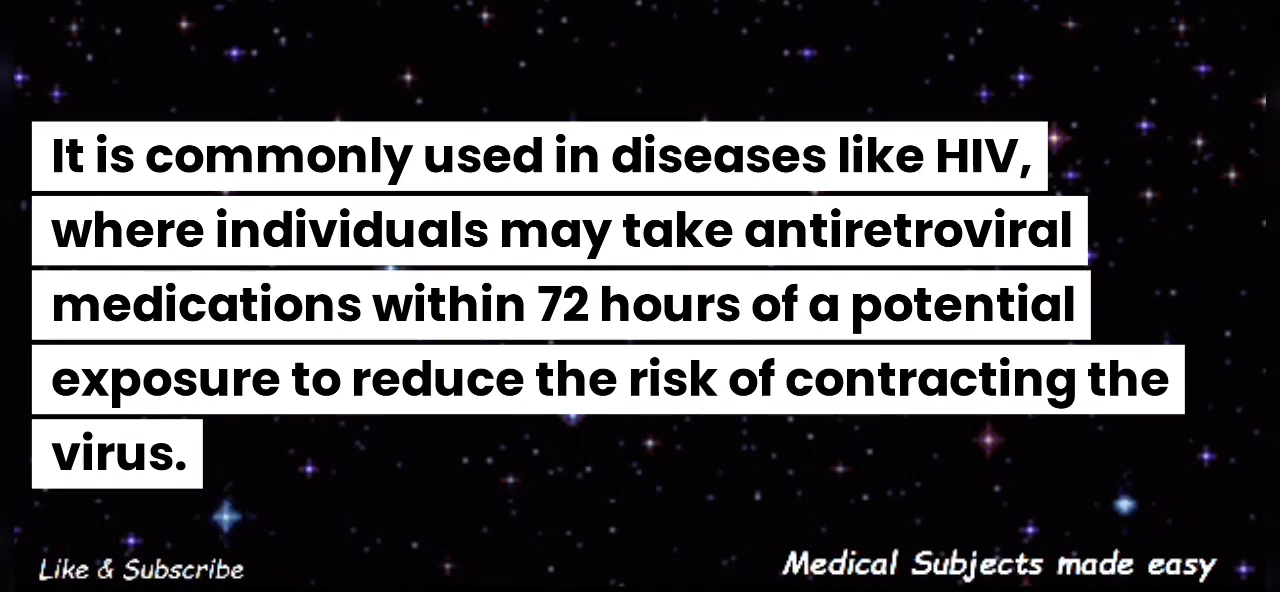 It is commonly used in diseases like HIV,
where individuals may take antiretroviral
medications within 72 hours of a potential
exposure to reduce the risk of contracting the
virus.
Like & Subscribe
Medical Subjects made easy